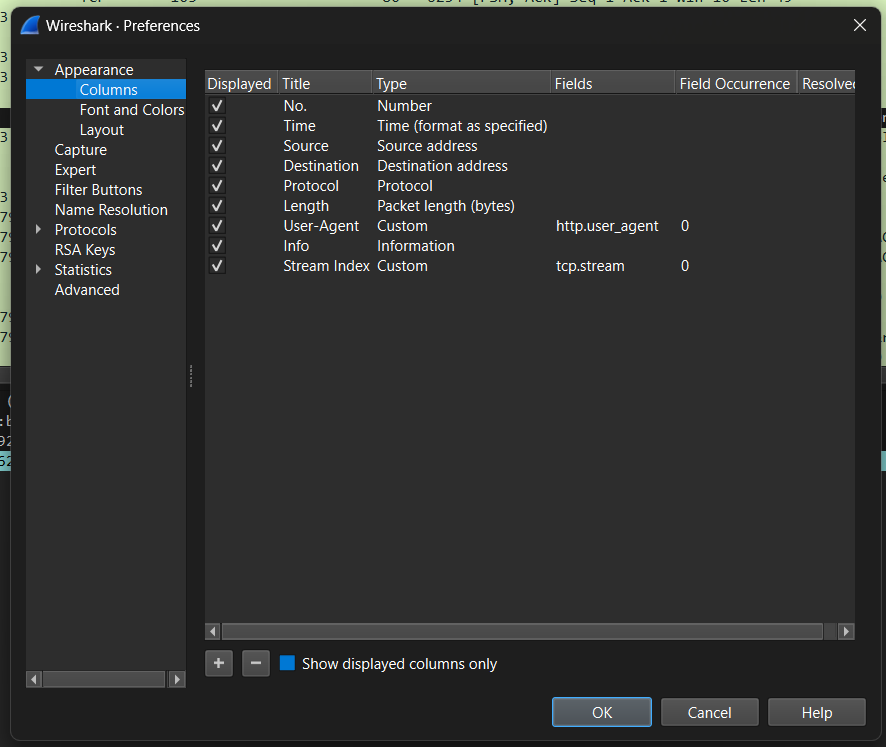 Wireshark · Preferences
Appearance
Columns
Font and Colors
Layout
Capture
Expert
Filter Buttons
Name Resolution
Protocols
RSA Keys
Statistics
Advanced
Displayed Title Type Fields Field Occurrence Resolved
No. Number
Time Time (format as specified)
Source Source address
Destination Destination address
Protocol Protocol
Length Packet length (bytes)
User-Agent Custom http.user_agent 0
Info Information
Stream Index Custom tcp.stream 0
+ − Show displayed columns only
OK Cancel Help